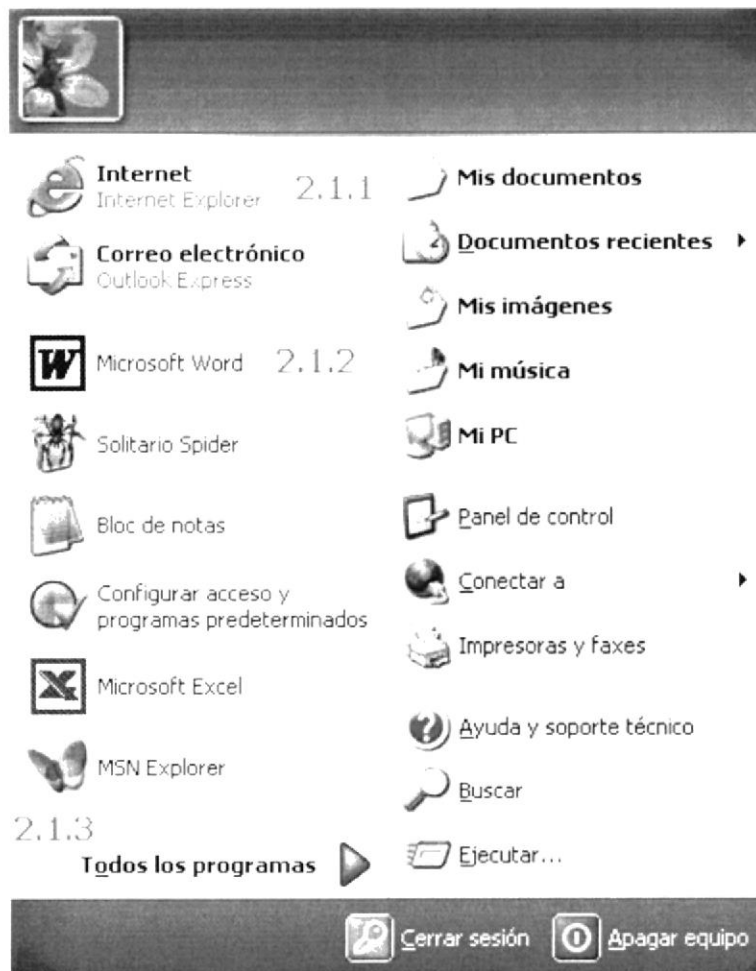 Internet
Internet Explorer
2.1.1
Correo electrónico
Outlook Express
Microsoft Word
2.1.2
Solitario Spider
Bloc de notas
Configurar acceso y
programas predeterminados
Microsoft Excel
MSN Explorer
2.1.3
Todos los programas
Mis documentos
Documentos recientes
Mis imágenes
Mi música
Mi PC
Panel de control
Conectar a
Impresoras y faxes
Ayuda y soporte técnico
Buscar
Ejecutar...
Cerrar sesión
Apagar equipo